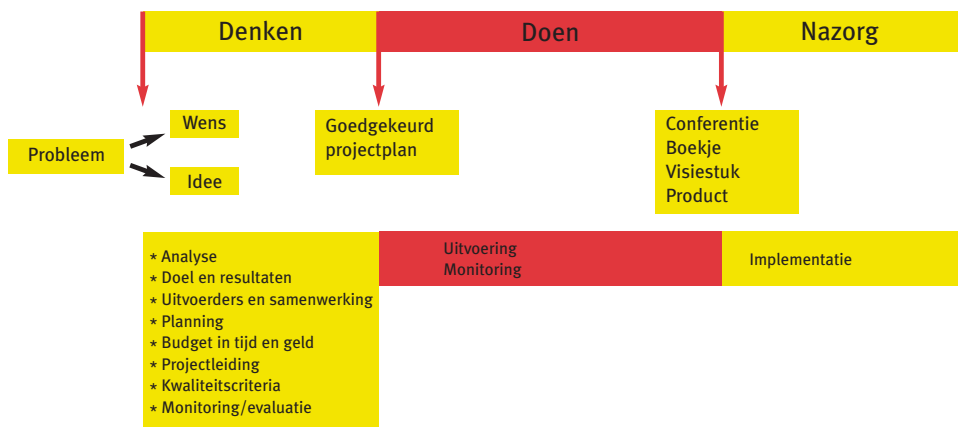 Denken
Doen
Nazorg
Probleem
Wens
Idee
Goedgekeurd
projectplan
Conferentie
Boekje
Visiestuk
Product
* Analyse
* Doel en resultaten
* Uitvoerders en samenwerking
* Planning
* Budget in tijd en geld
* Projectleiding
* Kwaliteitscriteria
* Monitoring/evaluatie
Uitvoering
Monitoring
Implementatie